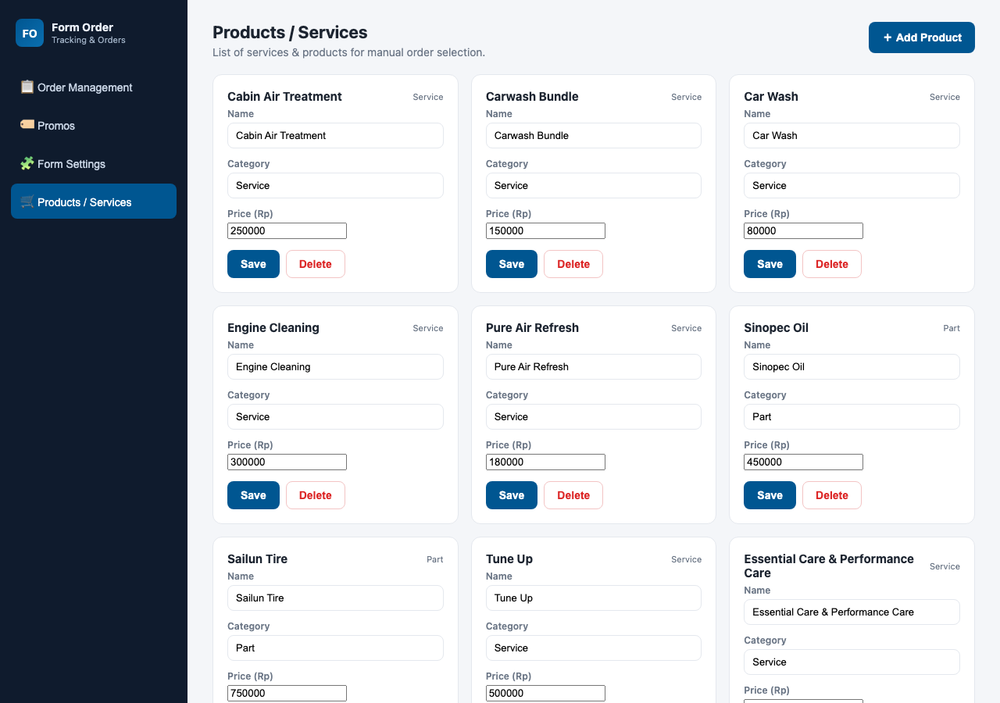 FO
Form Order
Tracking & Orders
Order Management
Promos
Form Settings
Products / Services
Products / Services
List of services & products for manual order selection.
+ Add Product
Cabin Air Treatment
Service
Name
Cabin Air Treatment
Category
Service
Price (Rp)
250000
Save
Delete
Carwash Bundle
Service
Name
Carwash Bundle
Category
Service
Price (Rp)
150000
Save
Delete
Car Wash
Service
Name
Car Wash
Category
Service
Price (Rp)
80000
Save
Delete
Engine Cleaning
Service
Name
Engine Cleaning
Category
Service
Price (Rp)
300000
Save
Delete
Pure Air Refresh
Service
Name
Pure Air Refresh
Category
Service
Price (Rp)
180000
Save
Delete
Sinopec Oil
Part
Name
Sinopec Oil
Category
Part
Price (Rp)
450000
Save
Delete
Sailun Tire
Part
Name
Sailun Tire
Category
Part
Price (Rp)
750000
Tune Up
Service
Name
Tune Up
Category
Service
Price (Rp)
500000
Essential Care & Performance
Care
Service
Name
Essential Care & Performance Care
Category
Service
Price (Rp)